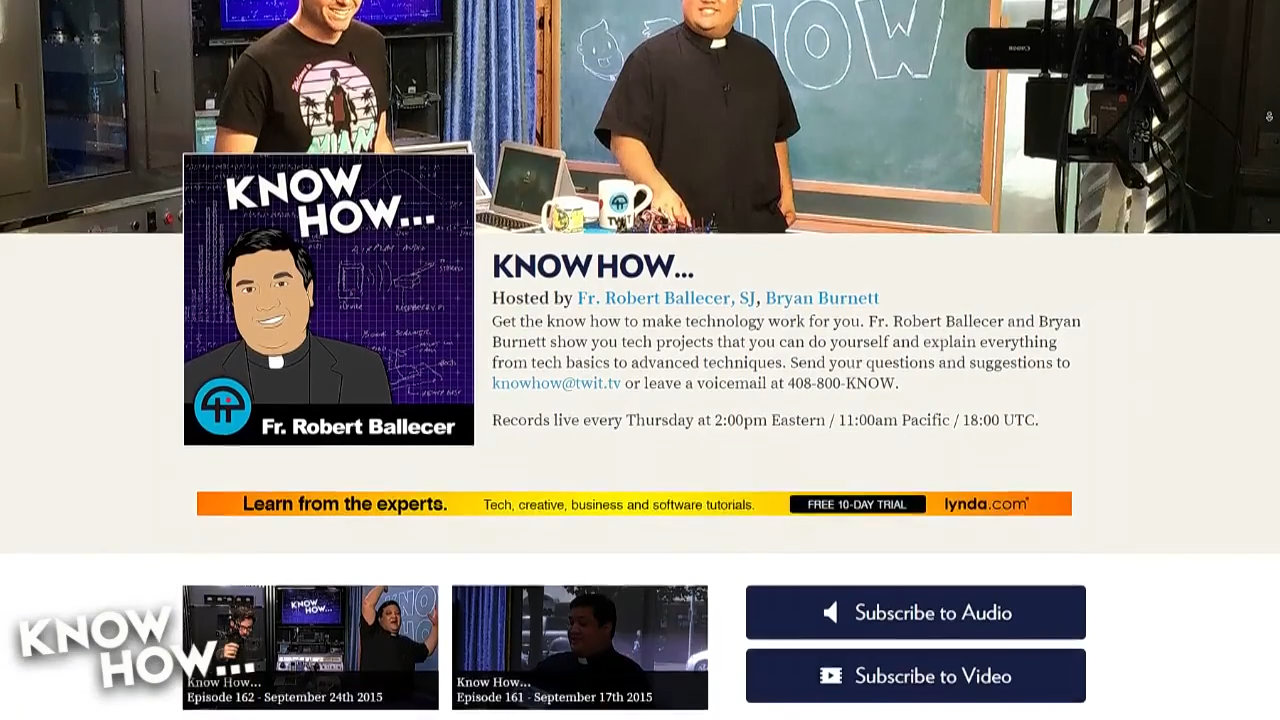 HOW
TWiT
KNOW
HOW...
Fr. Robert Ballecer
KNOW HOW...
Hosted by Fr. Robert Ballecer, SJ, Bryan Burnett
Get the know how to make technology work for you. Fr. Robert Ballecer and Bryan
Burnett show you tech projects that you can do yourself and explain everything
from tech basics to advanced techniques. Send your questions and suggestions to
knowhow@twit.tv or leave a voicemail at 408-800-KNOW.
Records live every Thursday at 2:00pm Eastern / 11:00am Pacific / 18:00 UTC.
Learn from the experts. Tech, creative, business and software tutorials. FREE 10-DAY TRIAL lynda.com
KNOW
HOW...
Know How...
Episode 162 - September 24th 2015
Know How...
Episode 161 - September 17th 2015
Subscribe to Audio
Subscribe to Video
KNOW
HOW...